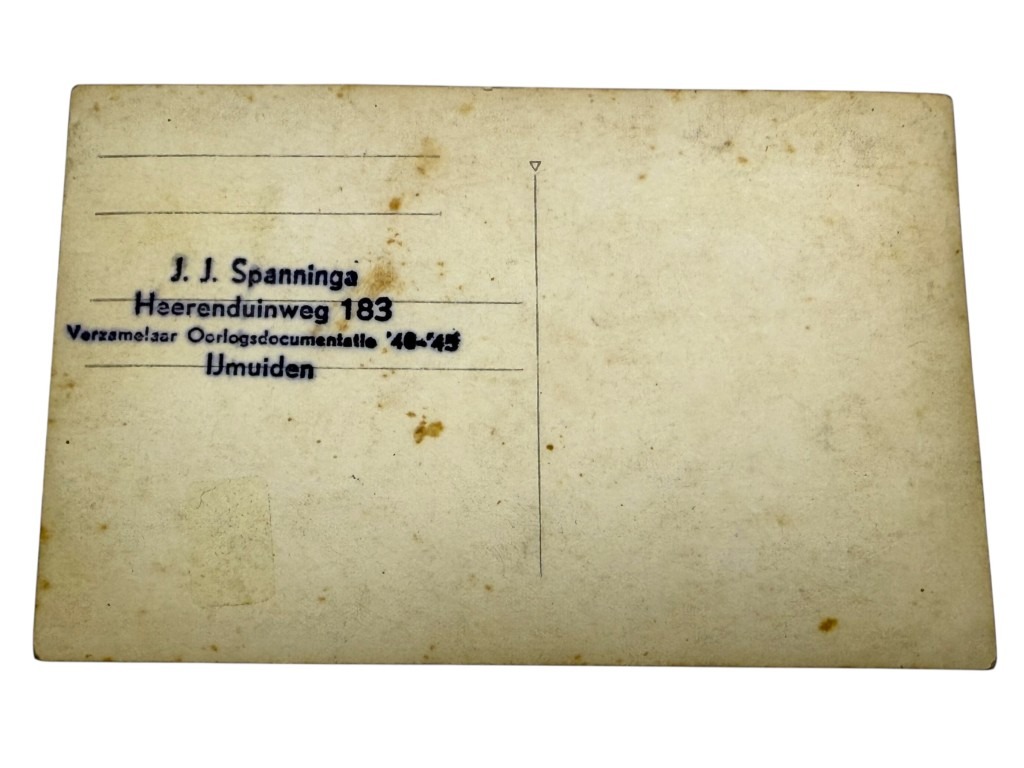 J. J. Spanninga
Heerenduinweg 183
Verzamelaar Oorlogsdocumentatie '40-'45
IJmuiden